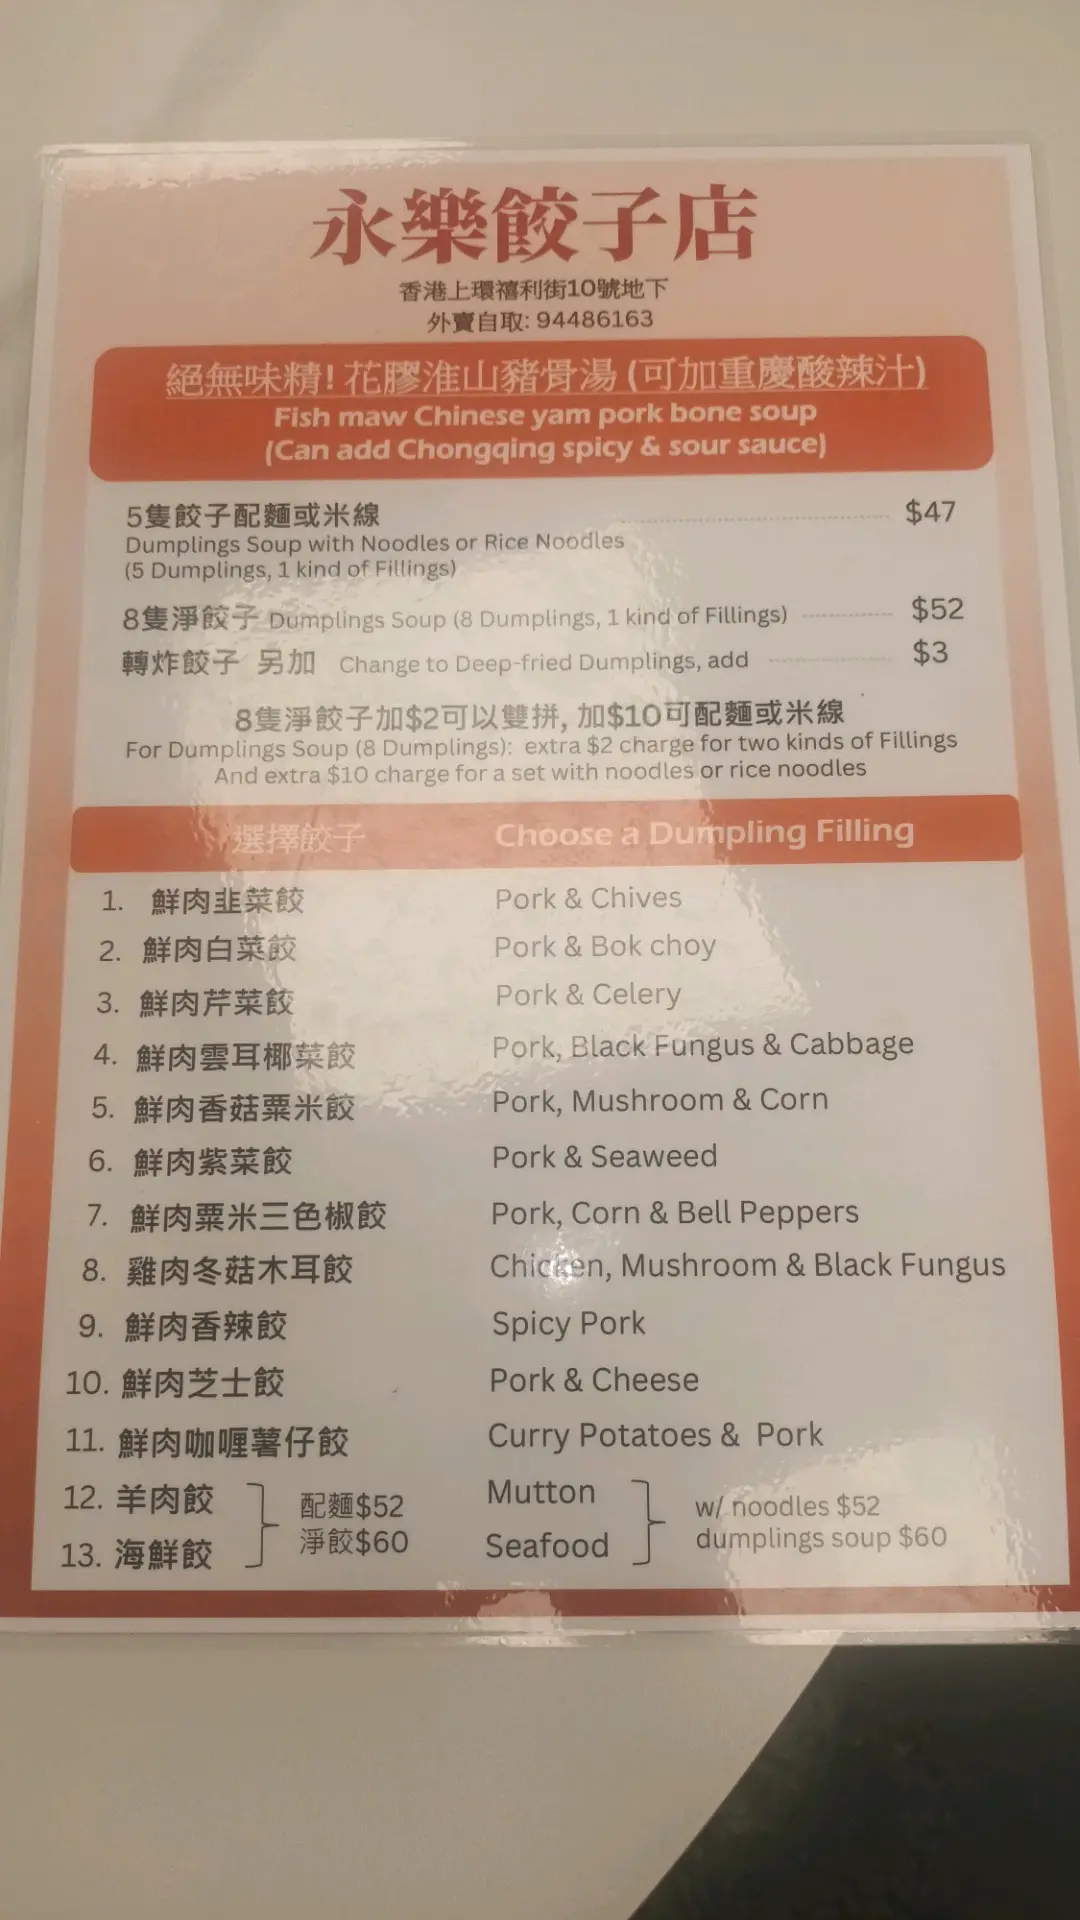 永樂餃子店
香港上環禧利街10號地下
外賣自取: 94486163
絕無味精! 花膠淮山豬骨湯 (可加重慶酸辣汁)
Fish maw Chinese yam pork bone soup
(Can add Chongqing spicy & sour sauce)
5隻餃子配麵或米線 $47
Dumplings Soup with Noodles or Rice Noodles
(5 Dumplings, 1 kind of Fillings)
8隻淨餃子 Dumplings Soup (8 Dumplings, 1 kind of Fillings) $52
轉炸餃子 另加 Change to Deep-fried Dumplings, add $3
8隻淨餃子加$2可以雙拼, 加$10可配麵或米線
For Dumplings Soup (8 Dumplings): extra $2 charge for two kinds of Fillings
And extra $10 charge for a set with noodles or rice noodles
選擇餃子 Choose a Dumpling Filling
1. 鮮肉韭菜餃 Pork & Chives
2. 鮮肉白菜餃 Pork & Bok choy
3. 鮮肉芹菜餃 Pork & Celery
4. 鮮肉雲耳椰菜餃 Pork, Black Fungus & Cabbage
5. 鮮肉香菇粟米餃 Pork, Mushroom & Corn
6. 鮮肉紫菜餃 Pork & Seaweed
7. 鮮肉粟米三色椒餃 Pork, Corn & Bell Peppers
8. 雞肉冬菇木耳餃 Chicken, Mushroom & Black Fungus
9. 鮮肉香辣餃 Spicy Pork
10. 鮮肉芝士餃 Pork & Cheese
11. 鮮肉咖喱薯仔餃 Curry Potatoes & Pork
12. 羊肉餃 配麵$52 Mutton w/ noodles $52
13. 海鮮餃 淨餃$60 Seafood dumplings soup $60